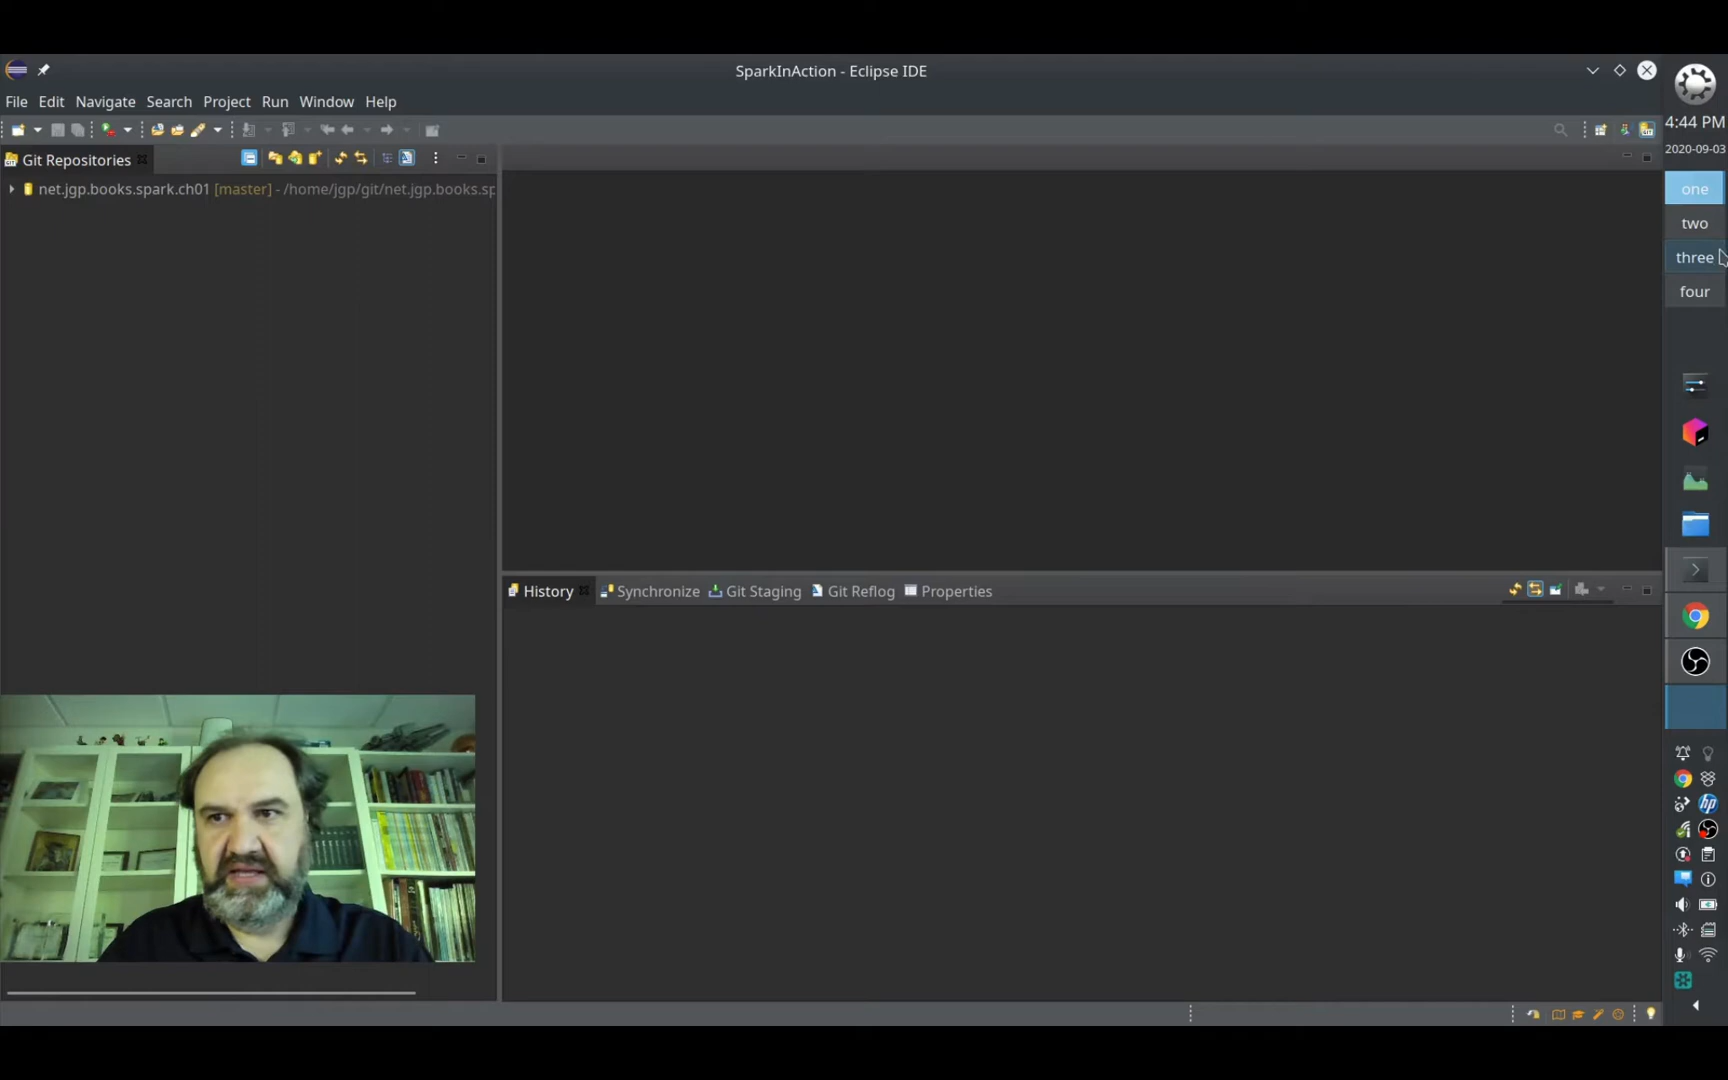 SparkInAction - Eclipse IDE
File Edit Navigate Search Project Run Window Help
4:44 PM
2020-09-03
Git Repositories
net.jgp.books.spark.ch01 [master] - /home/jgp/git/net.jgp.books.sp
one
two
three
four
History Synchronize Git Staging Git Reflog Properties